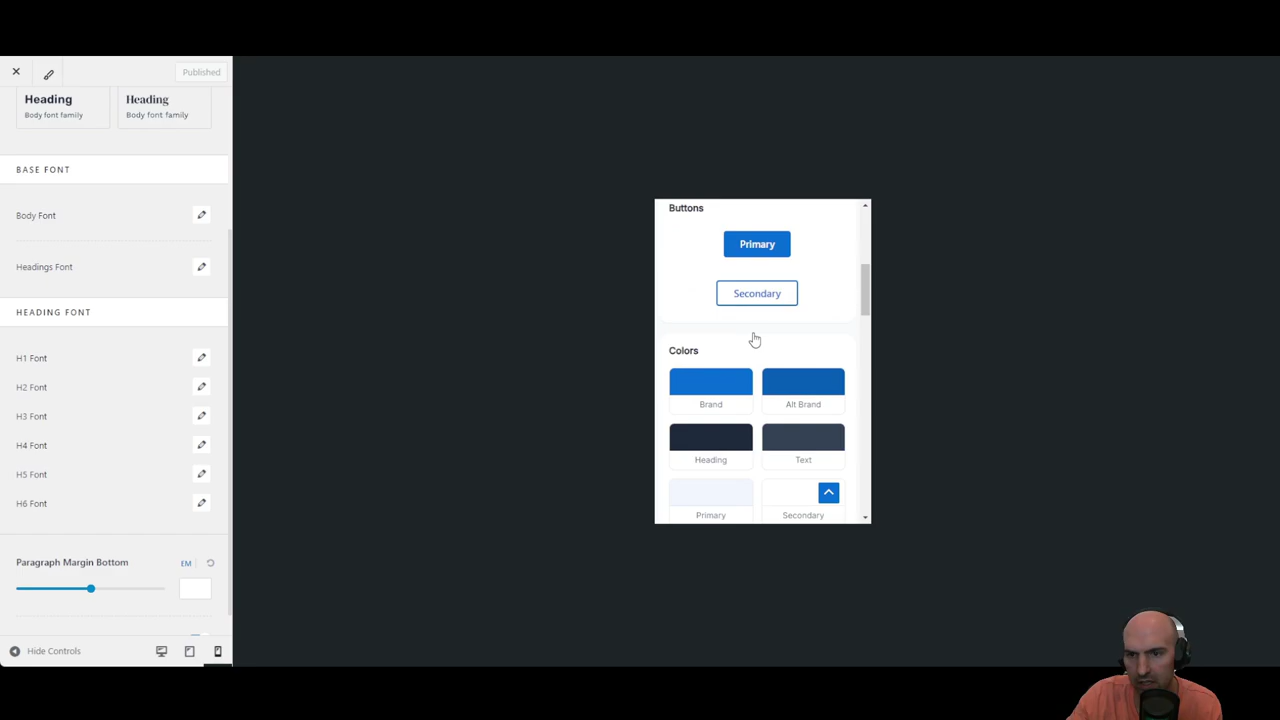 Published
Heading
Body font family
Heading
Body font family
BASE FONT
Body Font
Headings Font
HEADING FONT
H1 Font
H2 Font
H3 Font
H4 Font
H5 Font
H6 Font
Paragraph Margin Bottom
EM
Hide Controls
Buttons
Primary
Secondary
Colors
Brand
Alt Brand
Heading
Text
Primary
Secondary